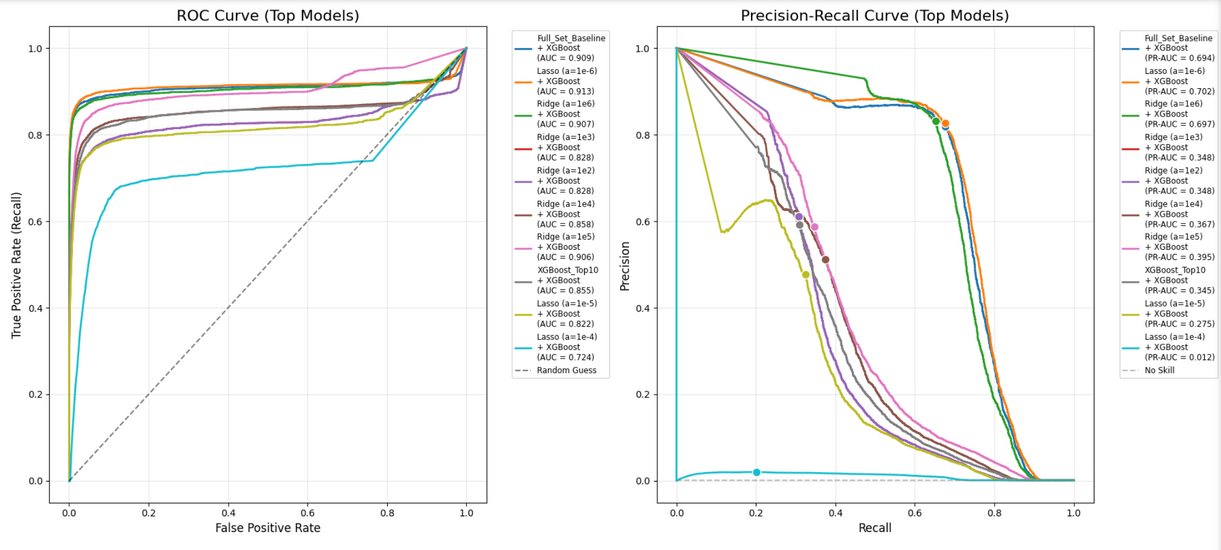 ROC Curve (Top Models)
True Positive Rate (Recall)
1.0
0.8
0.6
0.4
0.2
0.0
0.0
0.2
0.4
0.6
0.8
1.0
False Positive Rate
Full_Set_Baseline
+ XGBoost
(AUC = 0.909)
Lasso (a=1e-6)
+ XGBoost
(AUC = 0.913)
Ridge (a=1e6)
+ XGBoost
(AUC = 0.907)
Ridge (a=1e3)
+ XGBoost
(AUC = 0.828)
Ridge (a=1e2)
+ XGBoost
(AUC = 0.828)
Ridge (a=1e4)
+ XGBoost
(AUC = 0.858)
Ridge (a=1e5)
+ XGBoost
(AUC = 0.906)
XGBoost_Top10
+ XGBoost
(AUC = 0.855)
Lasso (a=1e-5)
+ XGBoost
(AUC = 0.822)
Lasso (a=1e-4)
+ XGBoost
(AUC = 0.724)
Random Guess
Precision-Recall Curve (Top Models)
Precision
1.0
0.8
0.6
0.4
0.2
0.0
0.0
0.2
0.4
0.6
0.8
1.0
Recall
Full_Set_Baseline
+ XGBoost
(PR-AUC = 0.694)
Lasso (a=1e-6)
+ XGBoost
(PR-AUC = 0.702)
Ridge (a=1e6)
+ XGBoost
(PR-AUC = 0.697)
Ridge (a=1e3)
+ XGBoost
(PR-AUC = 0.348)
Ridge (a=1e2)
+ XGBoost
(PR-AUC = 0.348)
Ridge (a=1e4)
+ XGBoost
(PR-AUC = 0.367)
Ridge (a=1e5)
+ XGBoost
(PR-AUC = 0.395)
XGBoost_Top10
+ XGBoost
(PR-AUC = 0.345)
Lasso (a=1e-5)
+ XGBoost
(PR-AUC = 0.275)
Lasso (a=1e-4)
+ XGBoost
(PR-AUC = 0.012)
No Skill